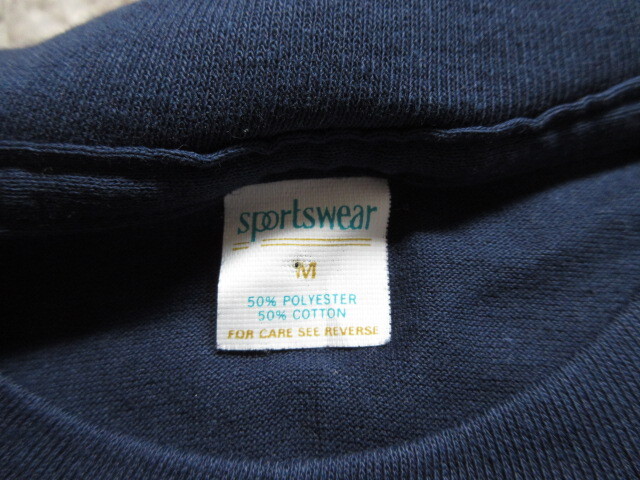 sportswear
M
50% POLYESTER
50% COTTON
FOR CARE SEE REVERSE